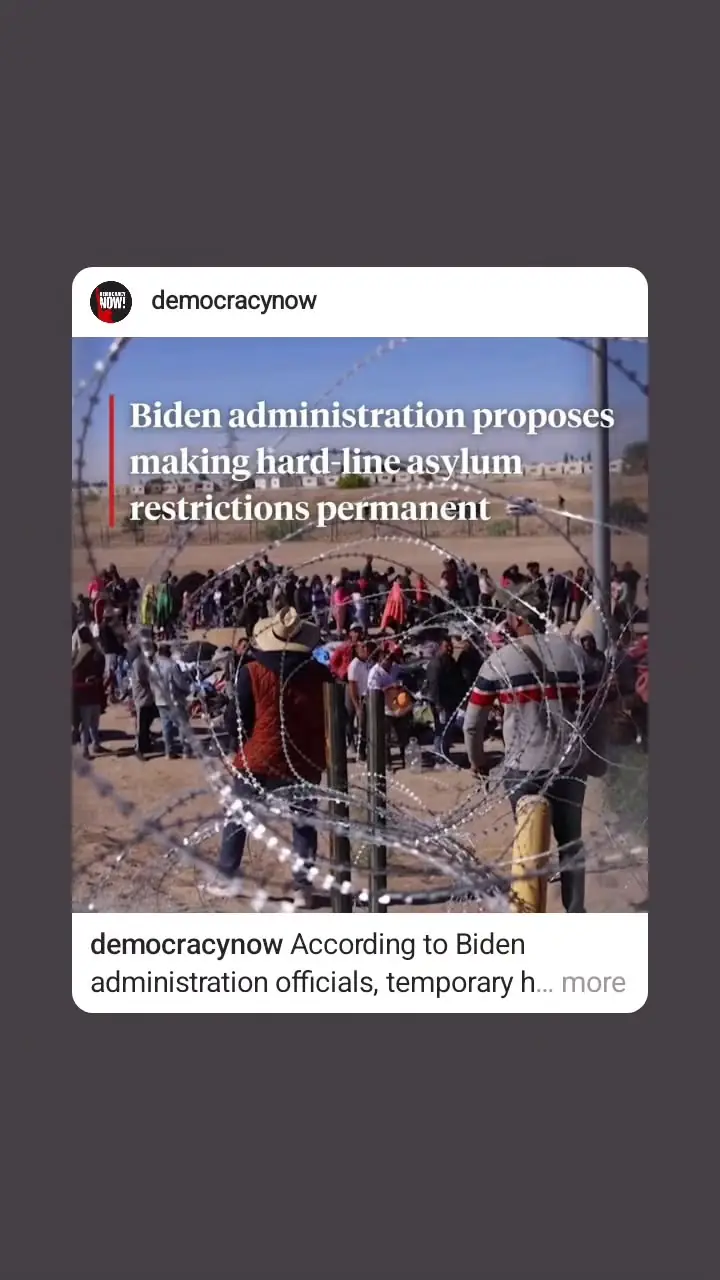 DEMOCRACY
NOW!
democracynow
Biden administration proposes
making hard-line asylum
restrictions permanent
democracynow According to Biden
administration officials, temporary h... more